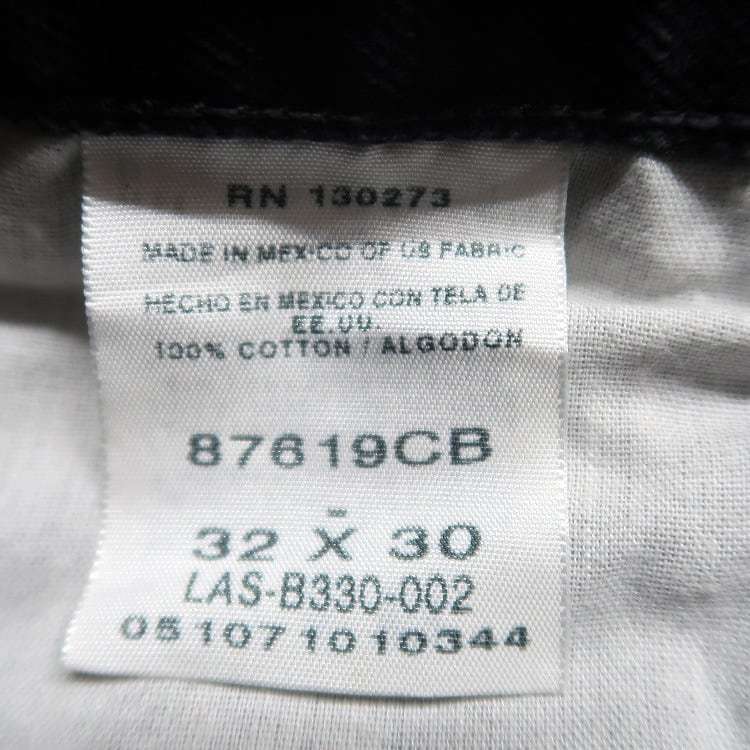 RN 130273
MADE IN MEXICO OF US FABRIC
HECHO EN MEXICO CON TELA DE
EE.UU.
100% COTTON / ALGODON
87619CB
-
32 X 30
LAS-B330-002
051071010344